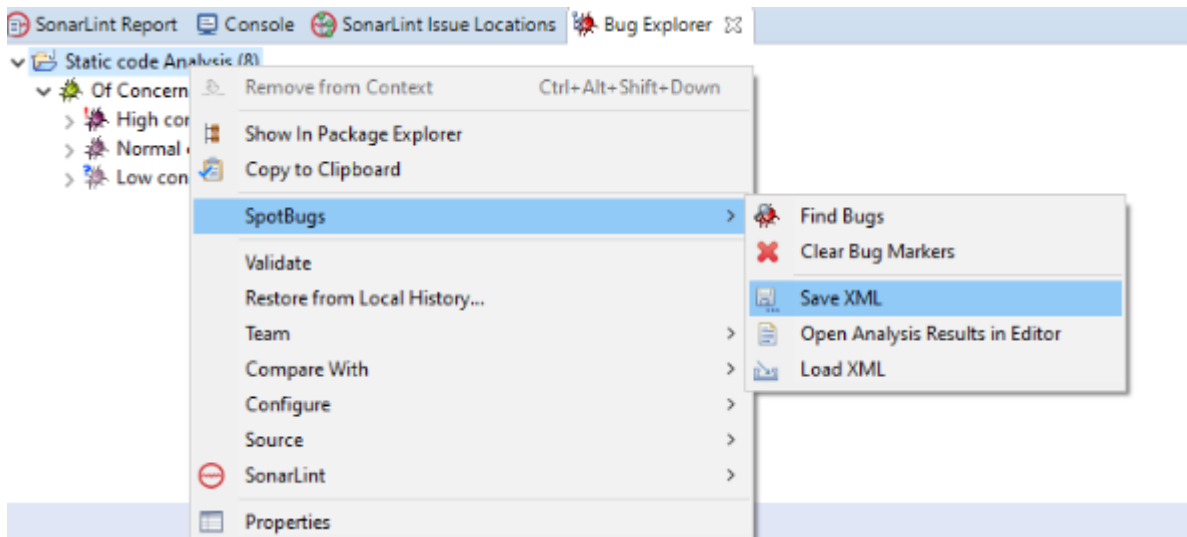 SonarLint Report Console SonarLint Issue Locations Bug Explorer
Static code Analysis (8)
Of Concern
High cor
Normal
Low con
Remove from Context Ctrl+Alt+Shift+Down
Show In Package Explorer
Copy to Clipboard
SpotBugs
Validate
Restore from Local History...
Team
Compare With
Configure
Source
SonarLint
Properties
Find Bugs
Clear Bug Markers
Save XML
Open Analysis Results in Editor
Load XML